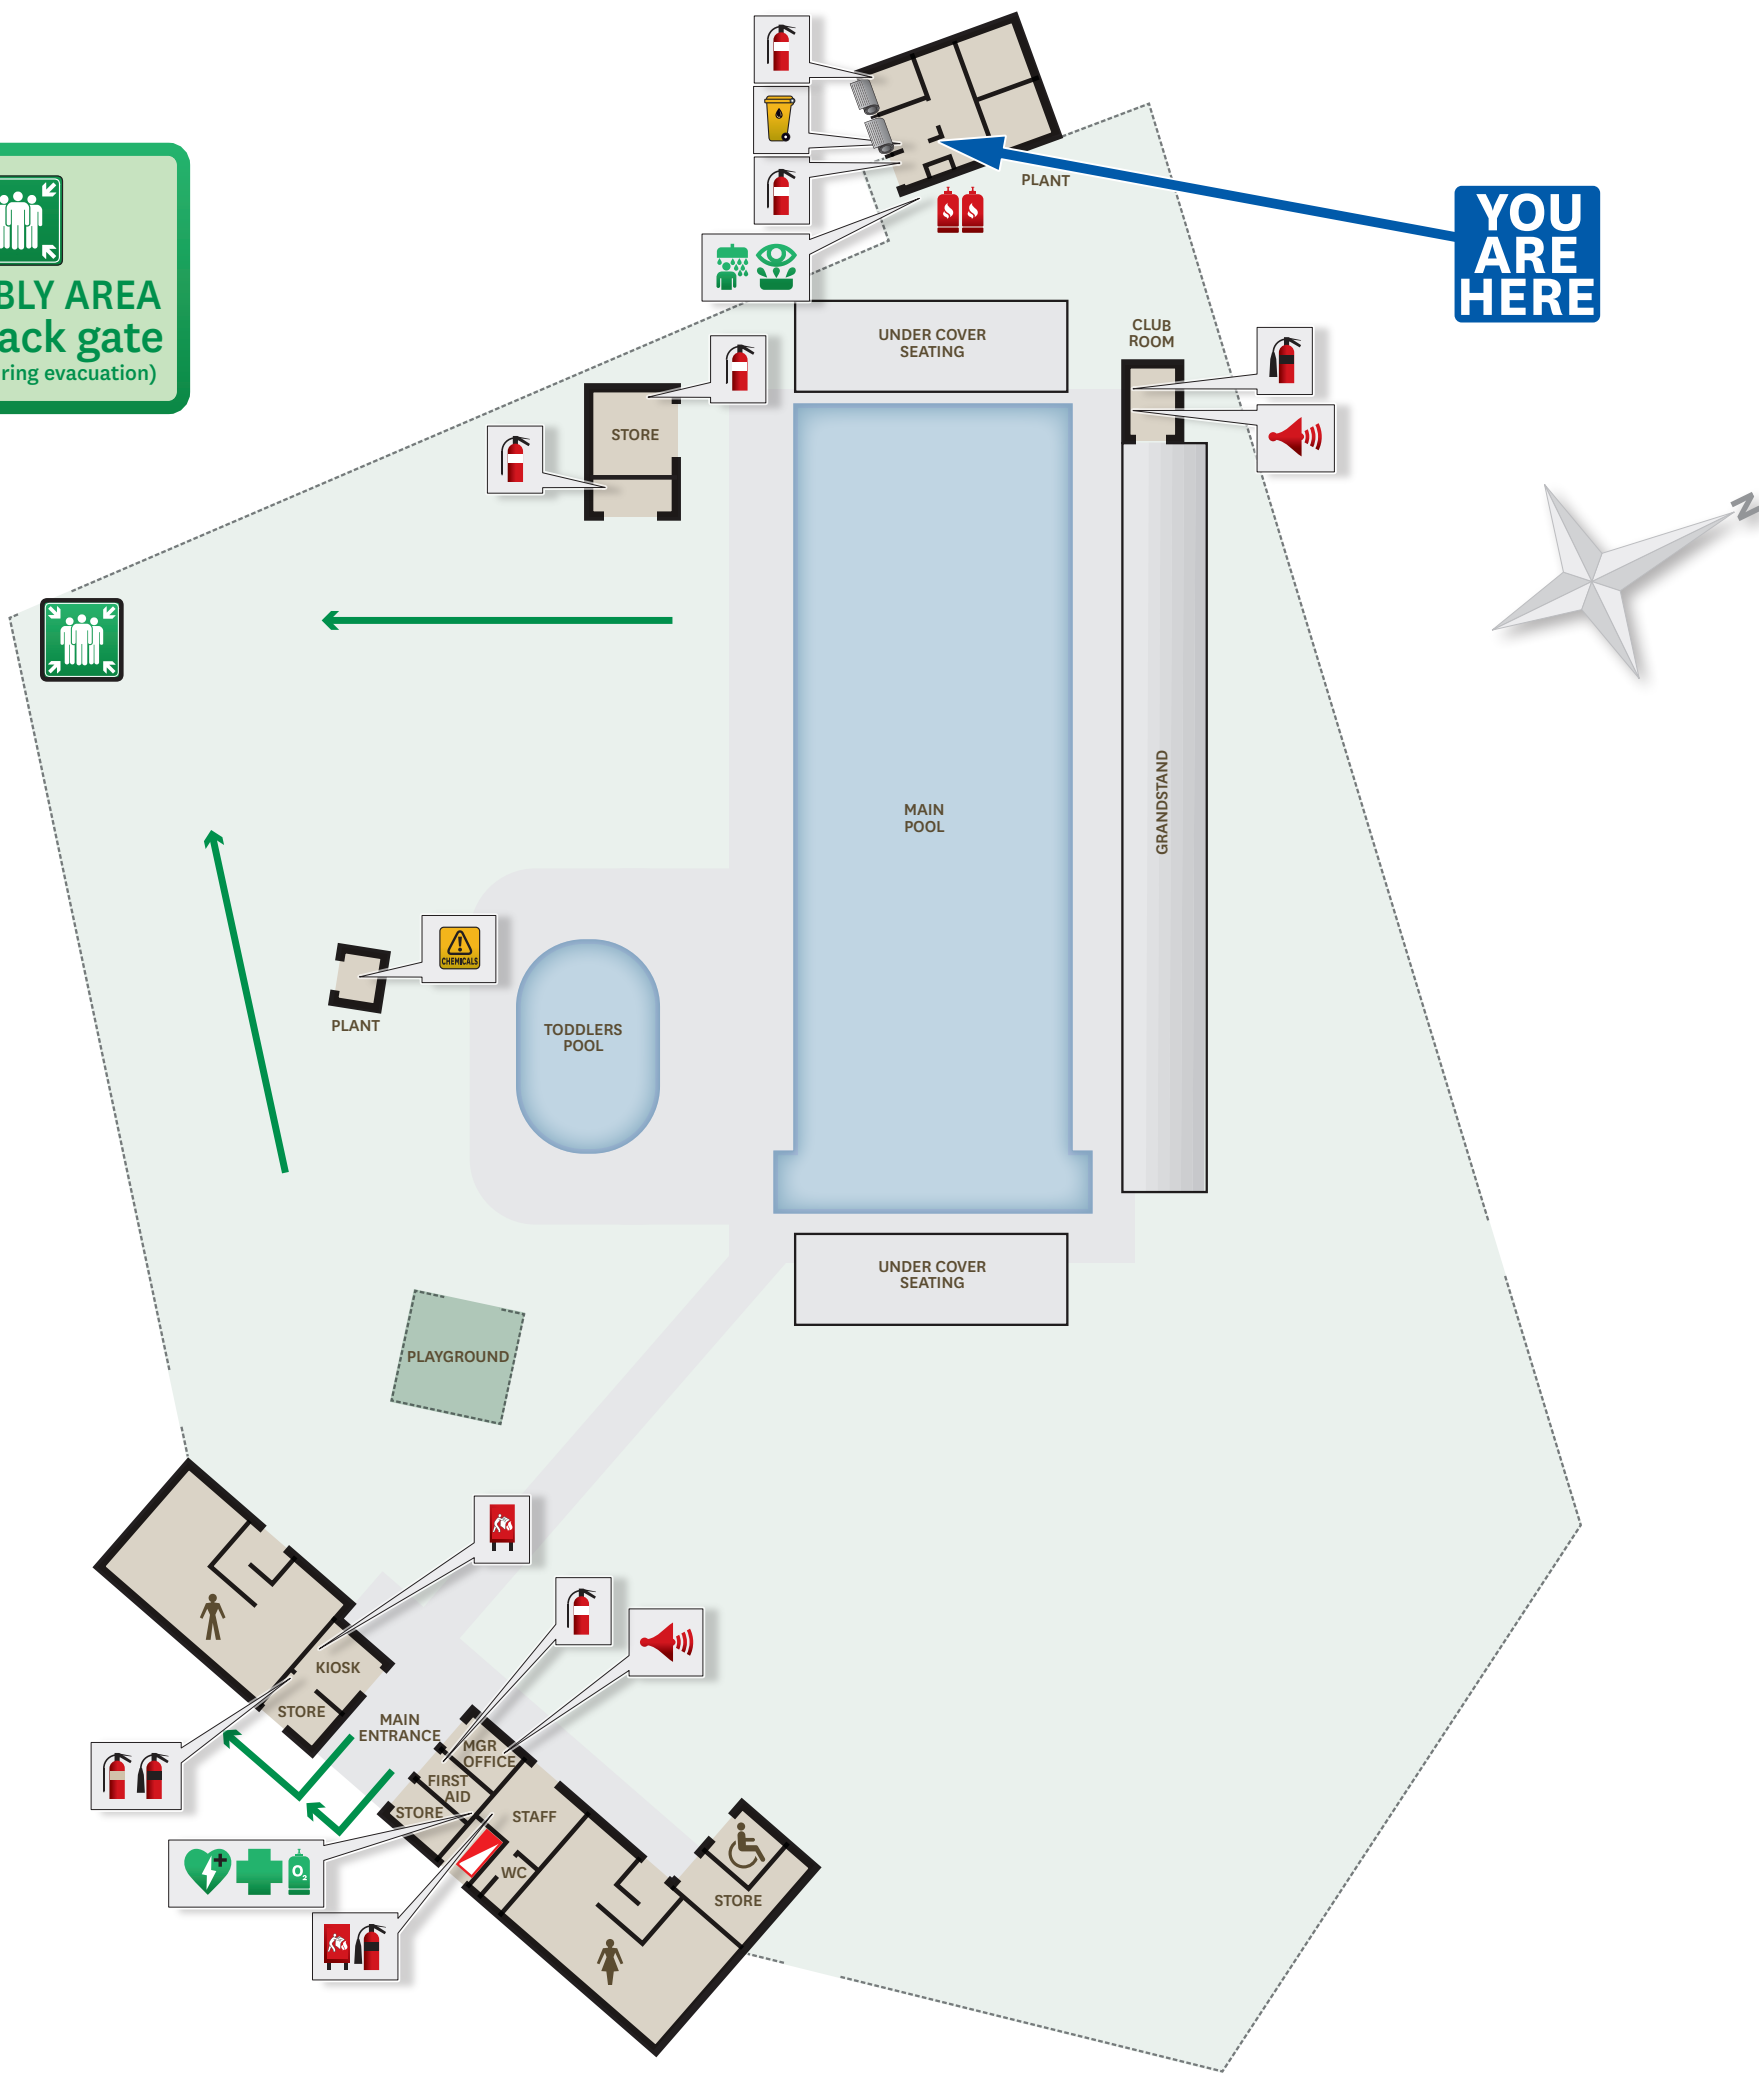 PLANT
YOU
ARE
HERE
BLY AREA
ack gate
ring evacuation)
UNDER COVER
SEATING
CLUB
ROOM
STORE
N
MAIN
POOL
GRANDSTAND
CHEMICALS
PLANT
TODDLERS
POOL
UNDER COVER
SEATING
PLAYGROUND
KIOSK
STORE
MAIN
ENTRANCE
MGR
OFFICE
FIRST
AID
STORE
STAFF
WC
O2
STORE